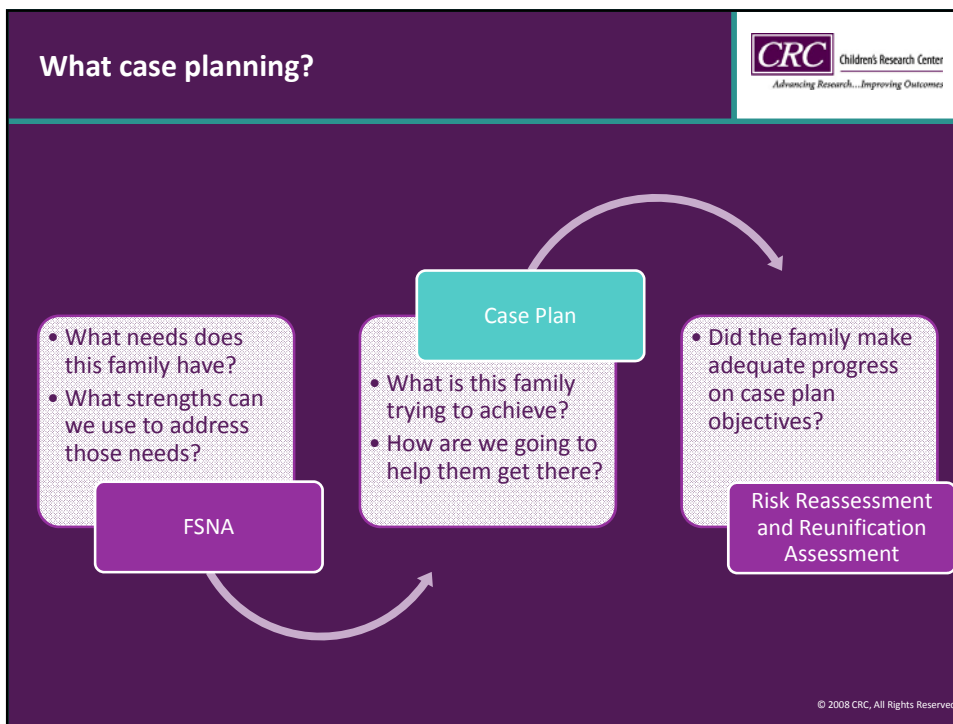 What case planning?
CRC Children's Research Center
Advancing Research...Improving Outcomes
• What needs does
this family have?
• What strengths can
we use to address
those needs?
FSNA
Case Plan
• What is this family
trying to achieve?
• How are we going to
help them get there?
• Did the family make
adequate progress
on case plan
objectives?
Risk Reassessment
and Reunification
Assessment
© 2008 CRC, All Rights Reserved